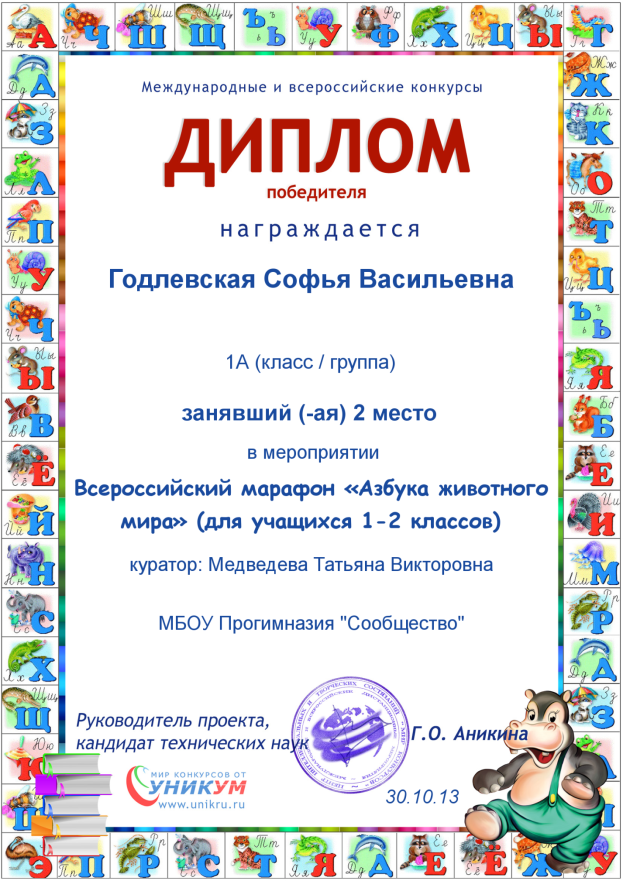 Международные и всероссийские конкурсы
ДИПЛОМ
победителя
награждается
Годлевская Софья Васильевна
1А (класс / группа)
занявший (-ая) 2 место
в мероприятии
Всероссийский марафон «Азбука животного
мира» (для учащихся 1-2 классов)
куратор: Медведева Татьяна Викторовна
МБОУ Прогимназия "Сообщество"
Руководитель проекта,
кандидат технических наук
Г.О. Аникина
МИР КОНКУРСОВ ОТ
УНИКУМ
www.unikru.ru
30.10.13